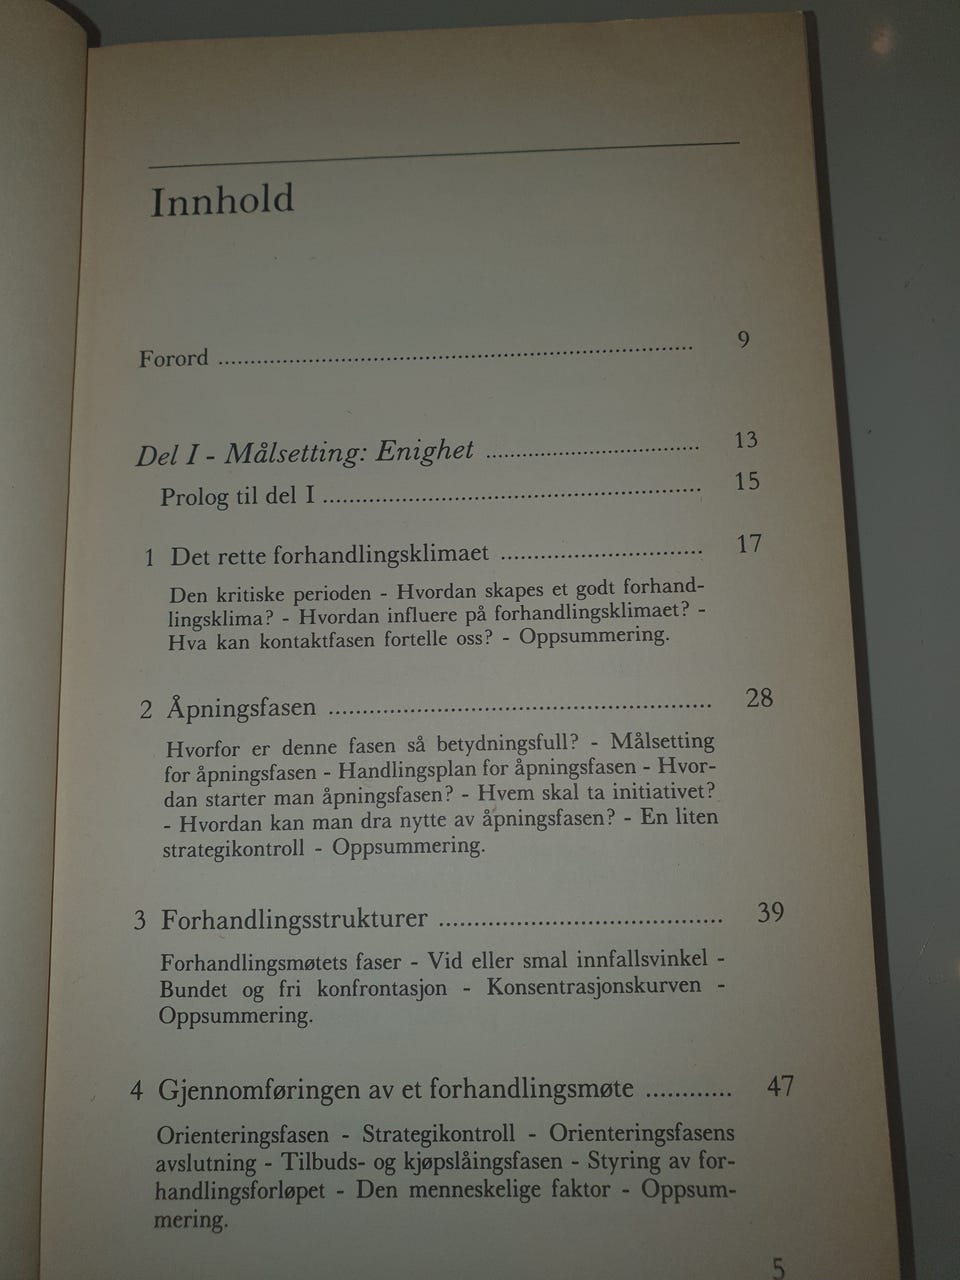 Innhold
Forord ........................................................................... 9
Del I - Målsetting: Enighet .................................. 13
Prolog til del I ........................................................... 15
1 Det rette forhandlingsklimaet ............................... 17
Den kritiske perioden - Hvordan skapes et godt forhand-
lingsklima? - Hvordan influere på forhandlingsklimaet? -
Hva kan kontaktfasen fortelle oss? - Oppsummering.
2 Åpningsfasen ......................................................... 28
Hvorfor er denne fasen så betydningsfull? - Målsetting
for åpningsfasen - Handlingsplan for åpningsfasen - Hvor-
dan starter man åpningsfasen? - Hvem skal ta initiativet?
- Hvordan kan man dra nytte av åpningsfasen? - En liten
strategikontroll - Oppsummering.
3 Forhandlingsstrukturer .......................................... 39
Forhandlingsmøtets faser - Vid eller smal innfallsvinkel -
Bundet og fri konfrontasjon - Konsentrasjonskurven -
Oppsummering.
4 Gjennomføringen av et forhandlingsmøte ............. 47
Orienteringsfasen - Strategikontroll - Orienteringsfasens
avslutning - Tilbuds- og kjøpslåingsfasen - Styring av for-
handlingsforløpet - Den menneskelige faktor - Oppsum-
mering.
5